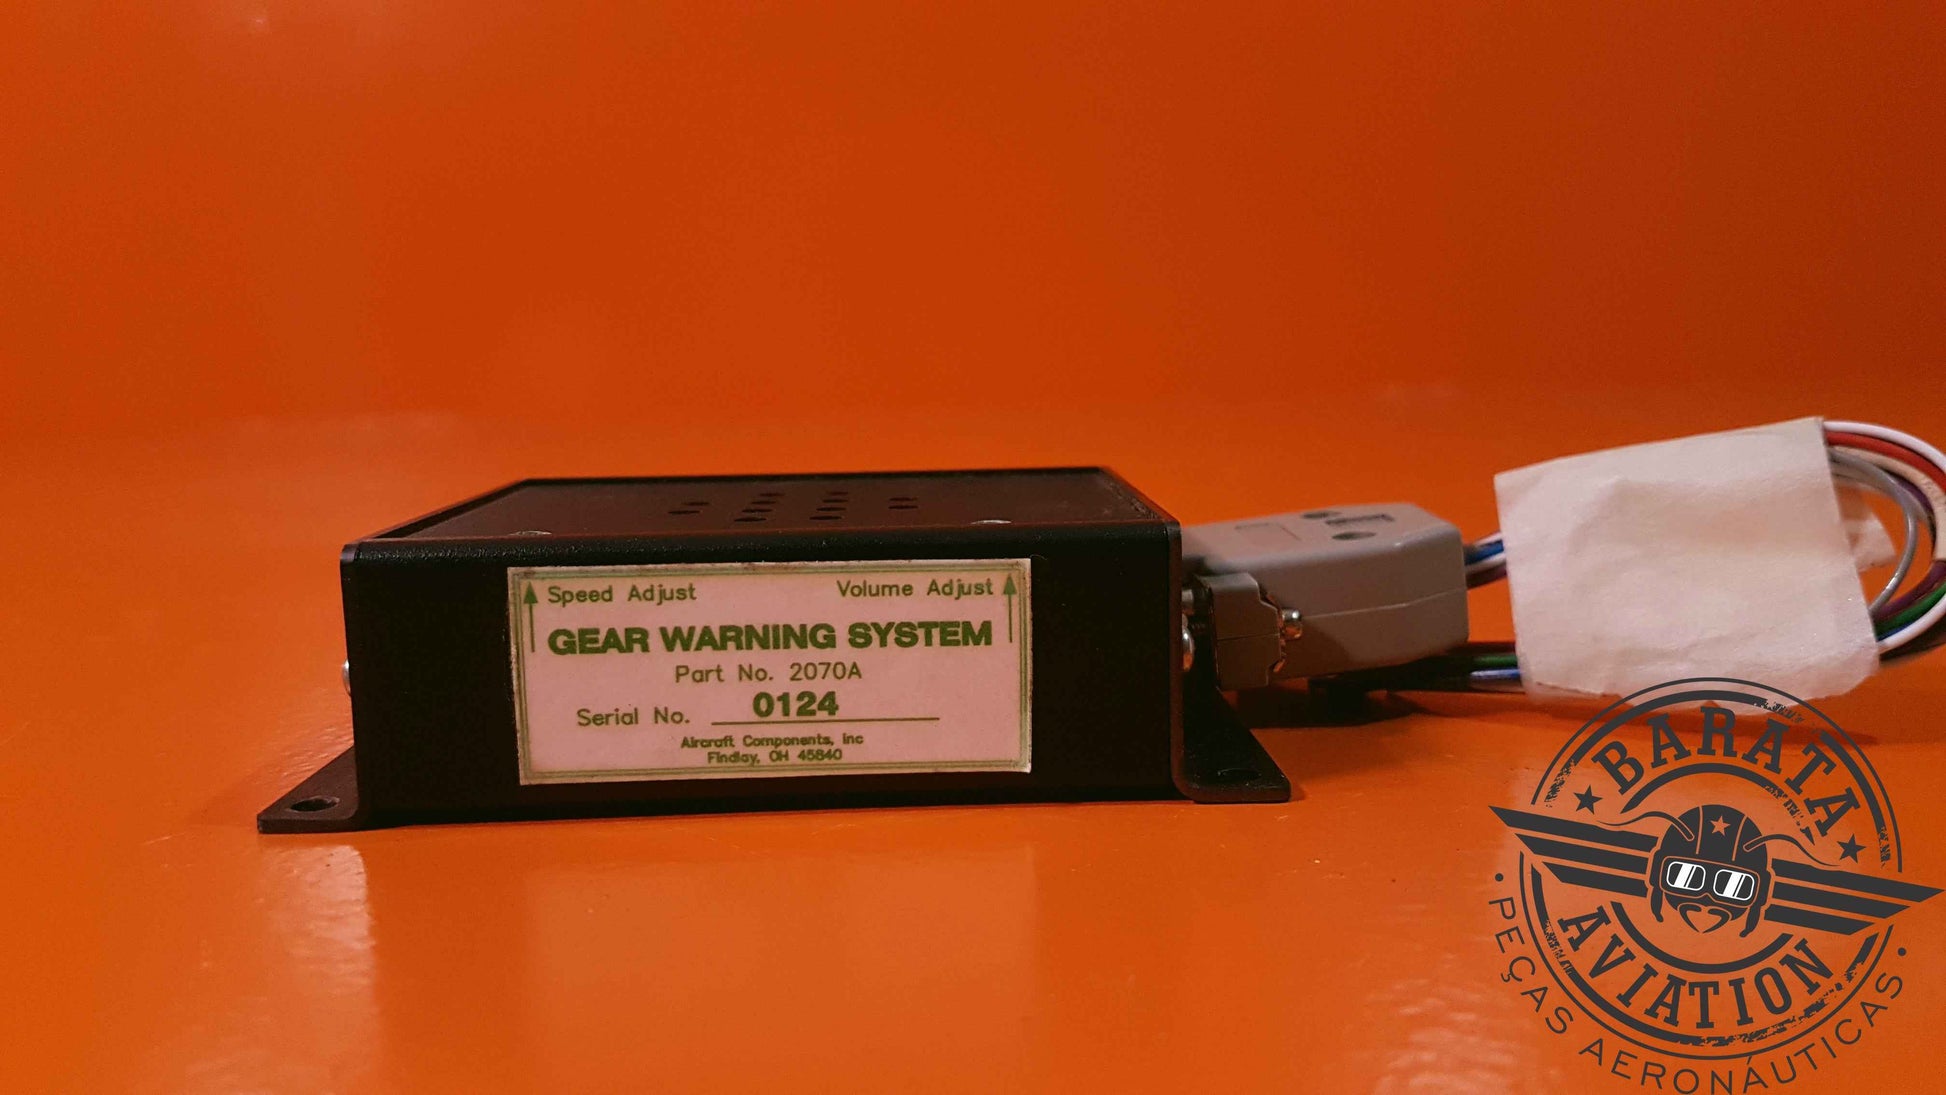 Speed Adjust
Volume Adjust
GEAR WARNING SYSTEM
Part No. 2070A
Serial No. 0124
Aircraft Components, Inc
Findlay, OH 45840
BARATA
AVIATION
• PEÇAS AERONÁUTICAS •